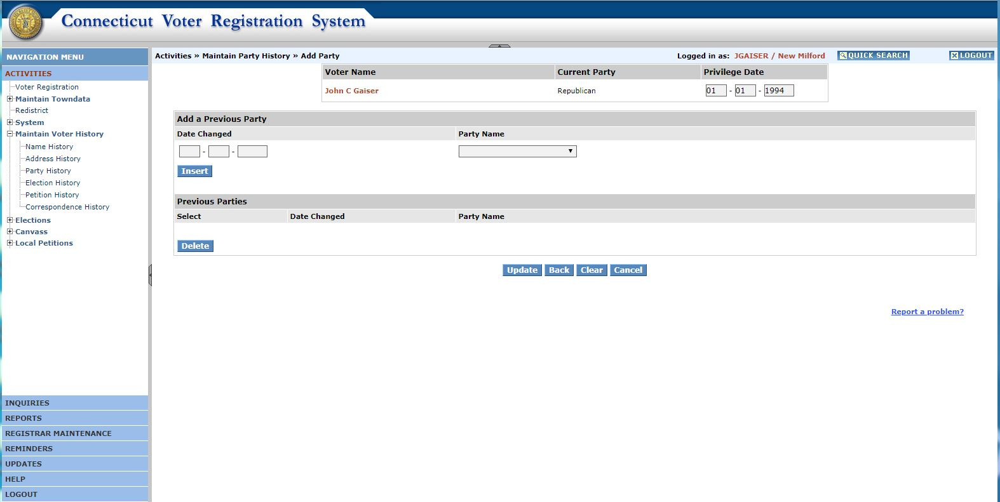 Connecticut Voter Registration System
NAVIGATION MENU
ACTIVITIES
Voter Registration
Maintain Towndata
Redistrict
System
Maintain Voter History
Name History
Address History
Party History
Election History
Petition History
Correspondence History
Elections
Canvass
Local Petitions
INQUIRIES
REPORTS
REGISTRAR MAINTENANCE
REMINDERS
UPDATES
HELP
LOGOUT
Activities » Maintain Party History » Add Party Logged in as: JGAISER / New Milford QUICK SEARCH LOGOUT
Voter Name Current Party Privilege Date
John C Gaiser Republican 01 - 01 - 1994
Add a Previous Party
Date Changed Party Name
- -
Insert
Previous Parties
Select Date Changed Party Name
Delete
Update Back Clear Cancel
Report a problem?